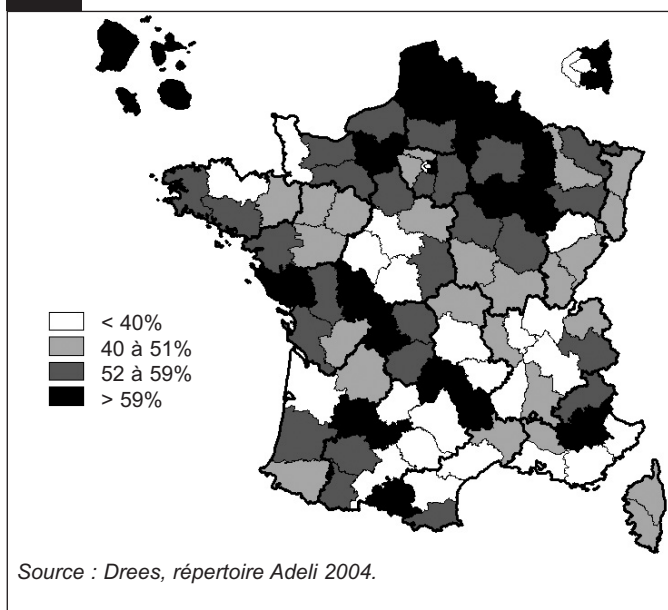 < 40%
40 à 51%
52 à 59%
> 59%
Source : Drees, répertoire Adeli 2004.